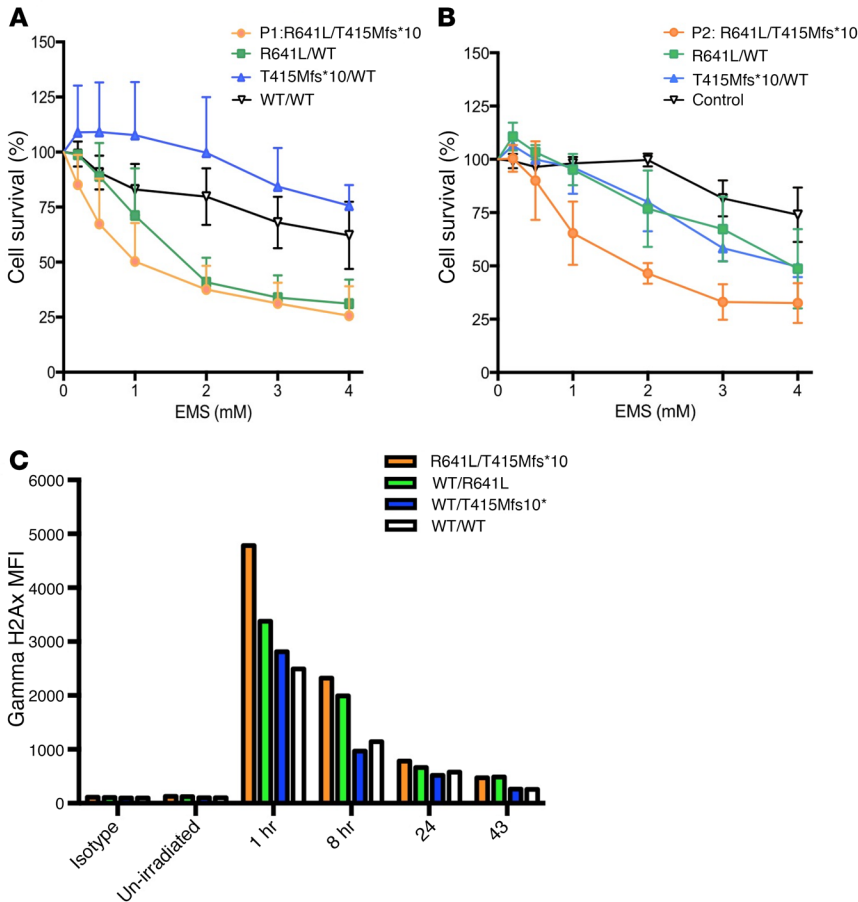 A
P1:R641L/T415Mfs*10
R641L/WT
T415Mfs*10/WT
WT/WT
Cell survival (%)
150
125
100
75
50
25
0
0 1 2 3 4
EMS (mM)
B
P2: R641L/T415Mfs*10
R641L/WT
T415Mfs*10/WT
Control
Cell survival (%)
150
125
100
75
50
25
0
0 1 2 3 4
EMS (mM)
C
R641L/T415Mfs*10
WT/R641L
WT/T415Mfs10*
WT/WT
Gamma H2Ax MFI
6000
5000
4000
3000
2000
1000
0
Isotype
Un-irradiated
1 hr
8 hr
24
43